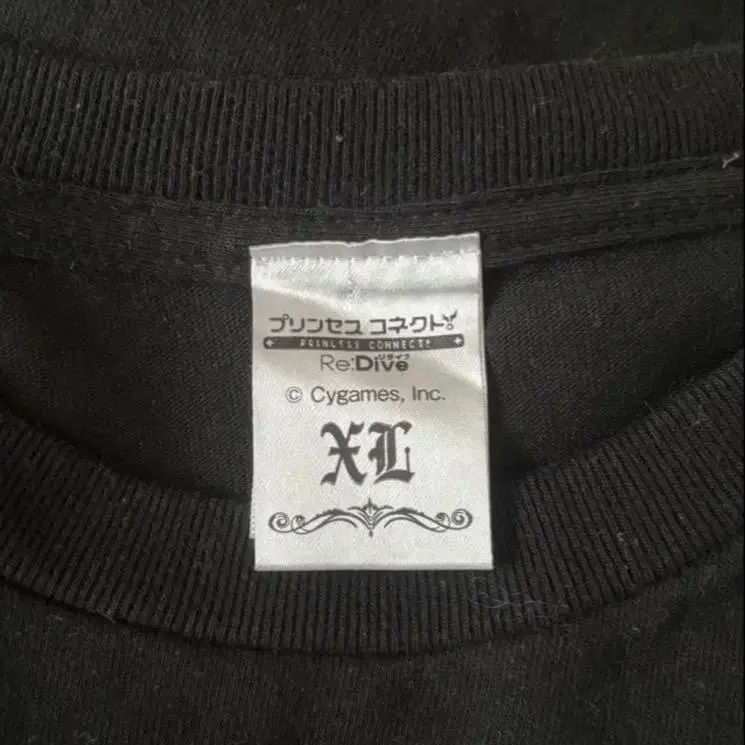 プリンセスコネクト!
PRINCESS CONNECT!
Re:Dive
リダイブ
© Cygames, Inc.
XL